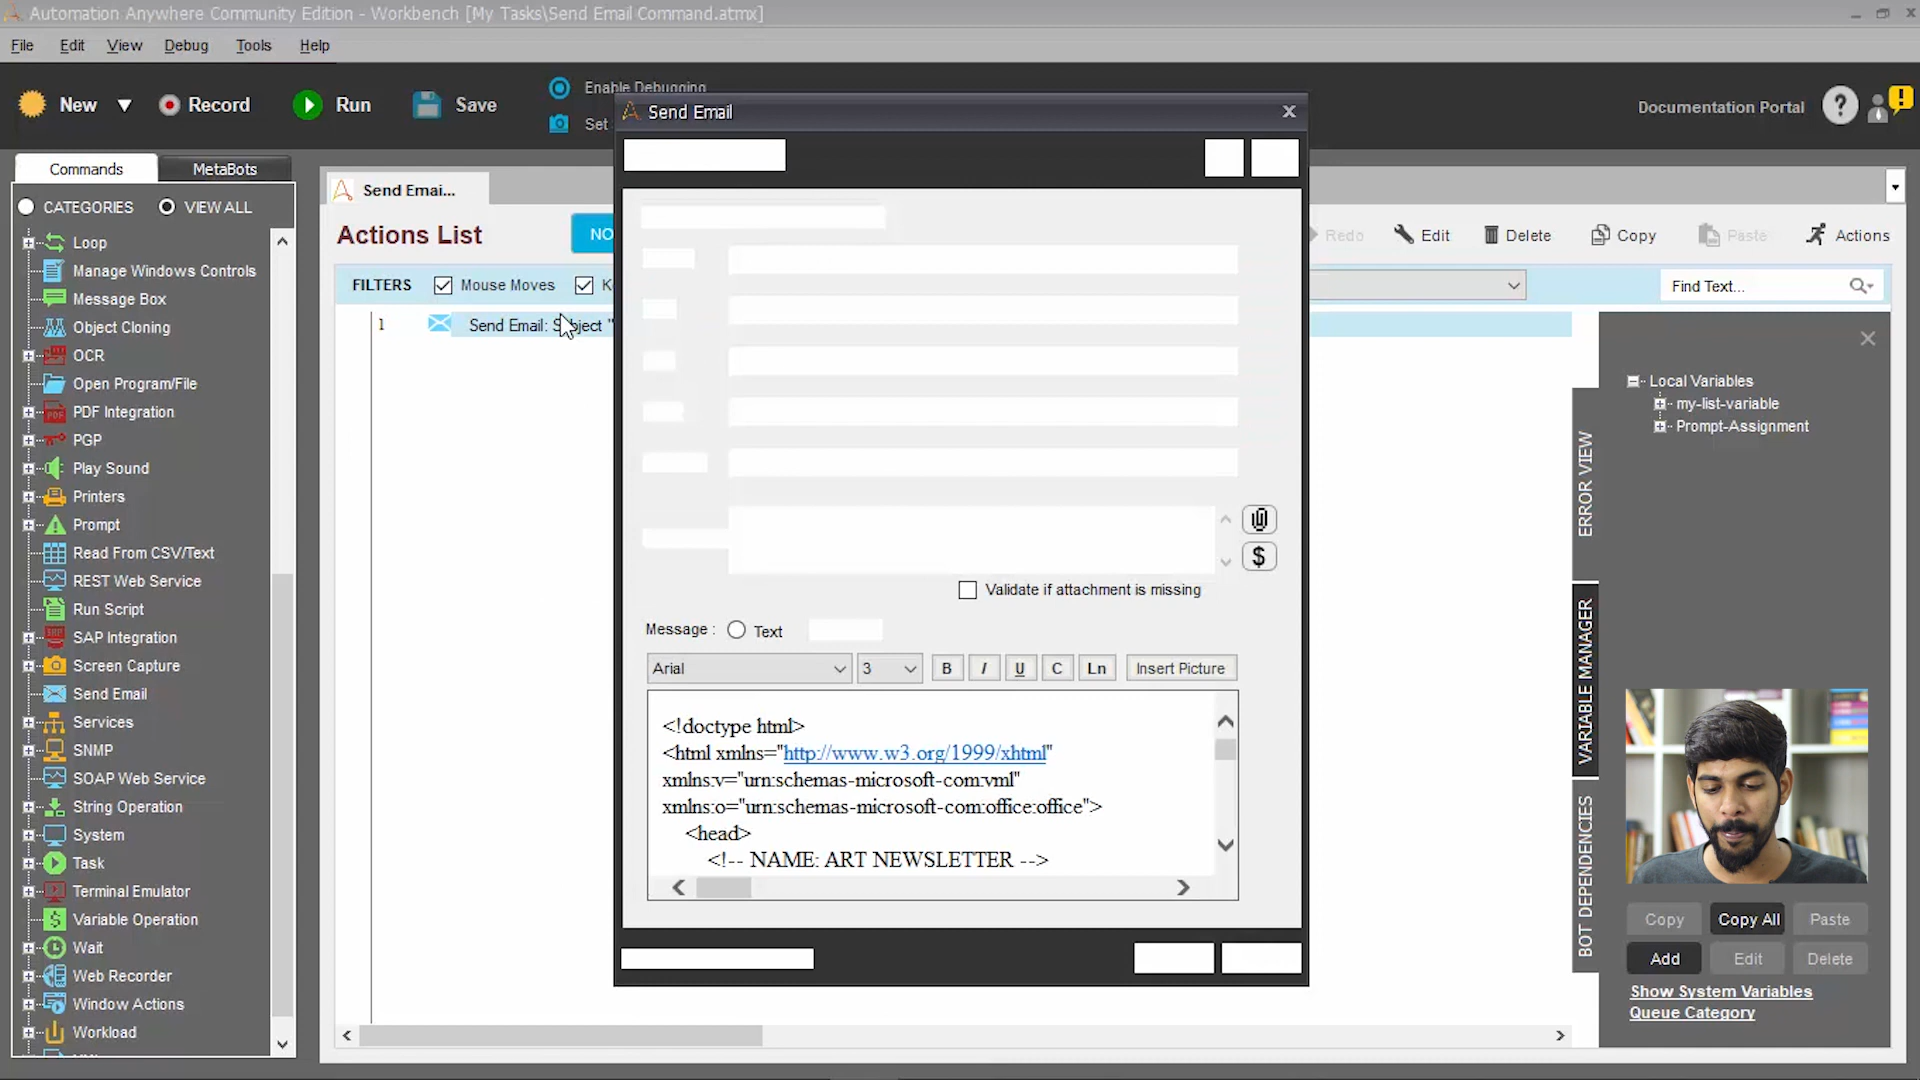 Automation Anywhere Community Edition - Workbench [My Tasks\Send Email Command.atmx]
File Edit View Debug Tools Help
New Record Run Save
Enable Debugging
Set
Documentation Portal
Send Email
Commands MetaBots
CATEGORIES VIEW ALL
Loop
Manage Windows Controls
Message Box
Object Cloning
OCR
Open Program/File
PDF Integration
PGP
Play Sound
Printers
Prompt
Read From CSV/Text
REST Web Service
Run Script
SAP Integration
Screen Capture
Send Email
Services
SNMP
SOAP Web Service
String Operation
System
Task
Terminal Emulator
Variable Operation
Wait
Web Recorder
Window Actions
Workload
Send Emai...
Actions List
NO
Redo Edit Delete Copy Paste Actions
FILTERS Mouse Moves
Find Text...
1 Send Email: Subject "
Validate if attachment is missing
Message : Text
Arial 3 B I U C Ln Insert Picture
<!doctype html>
<html xmlns="http://www.w3.org/1999/xhtml"
xmlns:v="urn:schemas-microsoft-com:vml"
xmlns:o="urn:schemas-microsoft-com:office:office">
<head>
<!-- NAME: ART NEWSLETTER -->
ERROR VIEW
VARIABLE MANAGER
BOT DEPENDENCIES
Local Variables
my-list-variable
Prompt-Assignment
Copy Copy All Paste
Add Edit Delete
Show System Variables
Queue Category